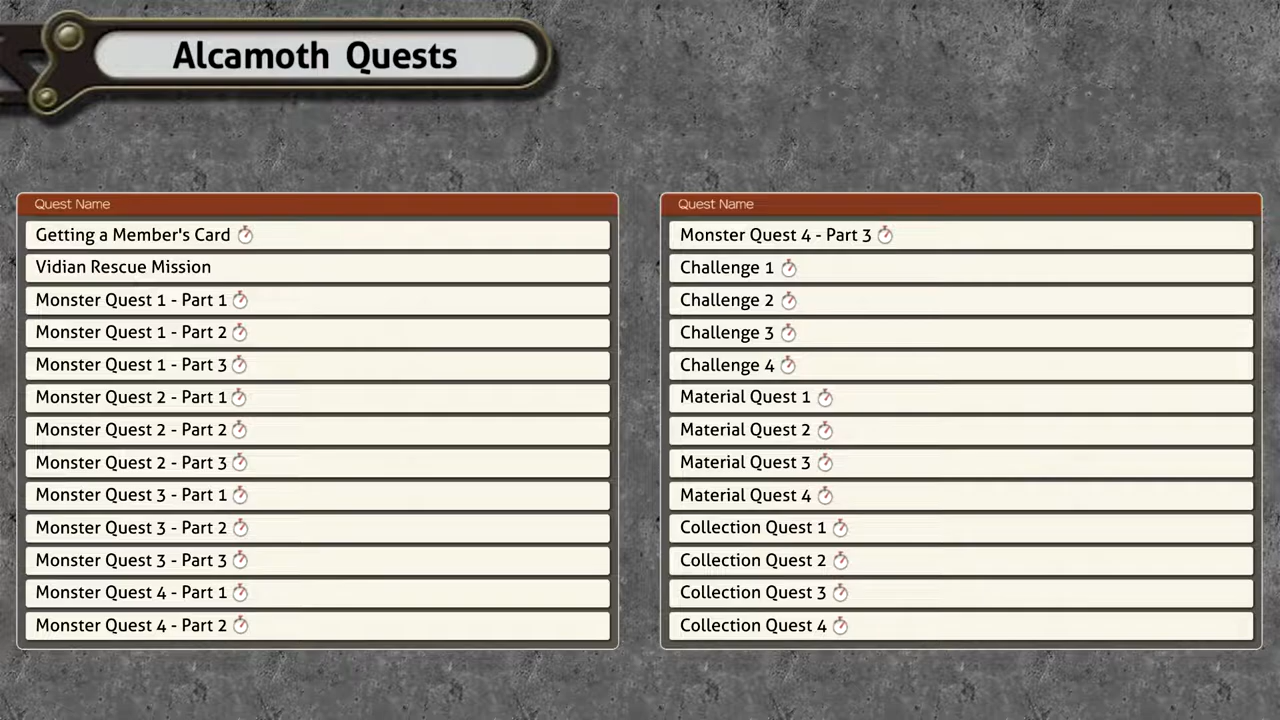 Alcamoth Quests
Quest Name
Getting a Member's Card
Vidian Rescue Mission
Monster Quest 1 - Part 1
Monster Quest 1 - Part 2
Monster Quest 1 - Part 3
Monster Quest 2 - Part 1
Monster Quest 2 - Part 2
Monster Quest 2 - Part 3
Monster Quest 3 - Part 1
Monster Quest 3 - Part 2
Monster Quest 3 - Part 3
Monster Quest 4 - Part 1
Monster Quest 4 - Part 2
Quest Name
Monster Quest 4 - Part 3
Challenge 1
Challenge 2
Challenge 3
Challenge 4
Material Quest 1
Material Quest 2
Material Quest 3
Material Quest 4
Collection Quest 1
Collection Quest 2
Collection Quest 3
Collection Quest 4